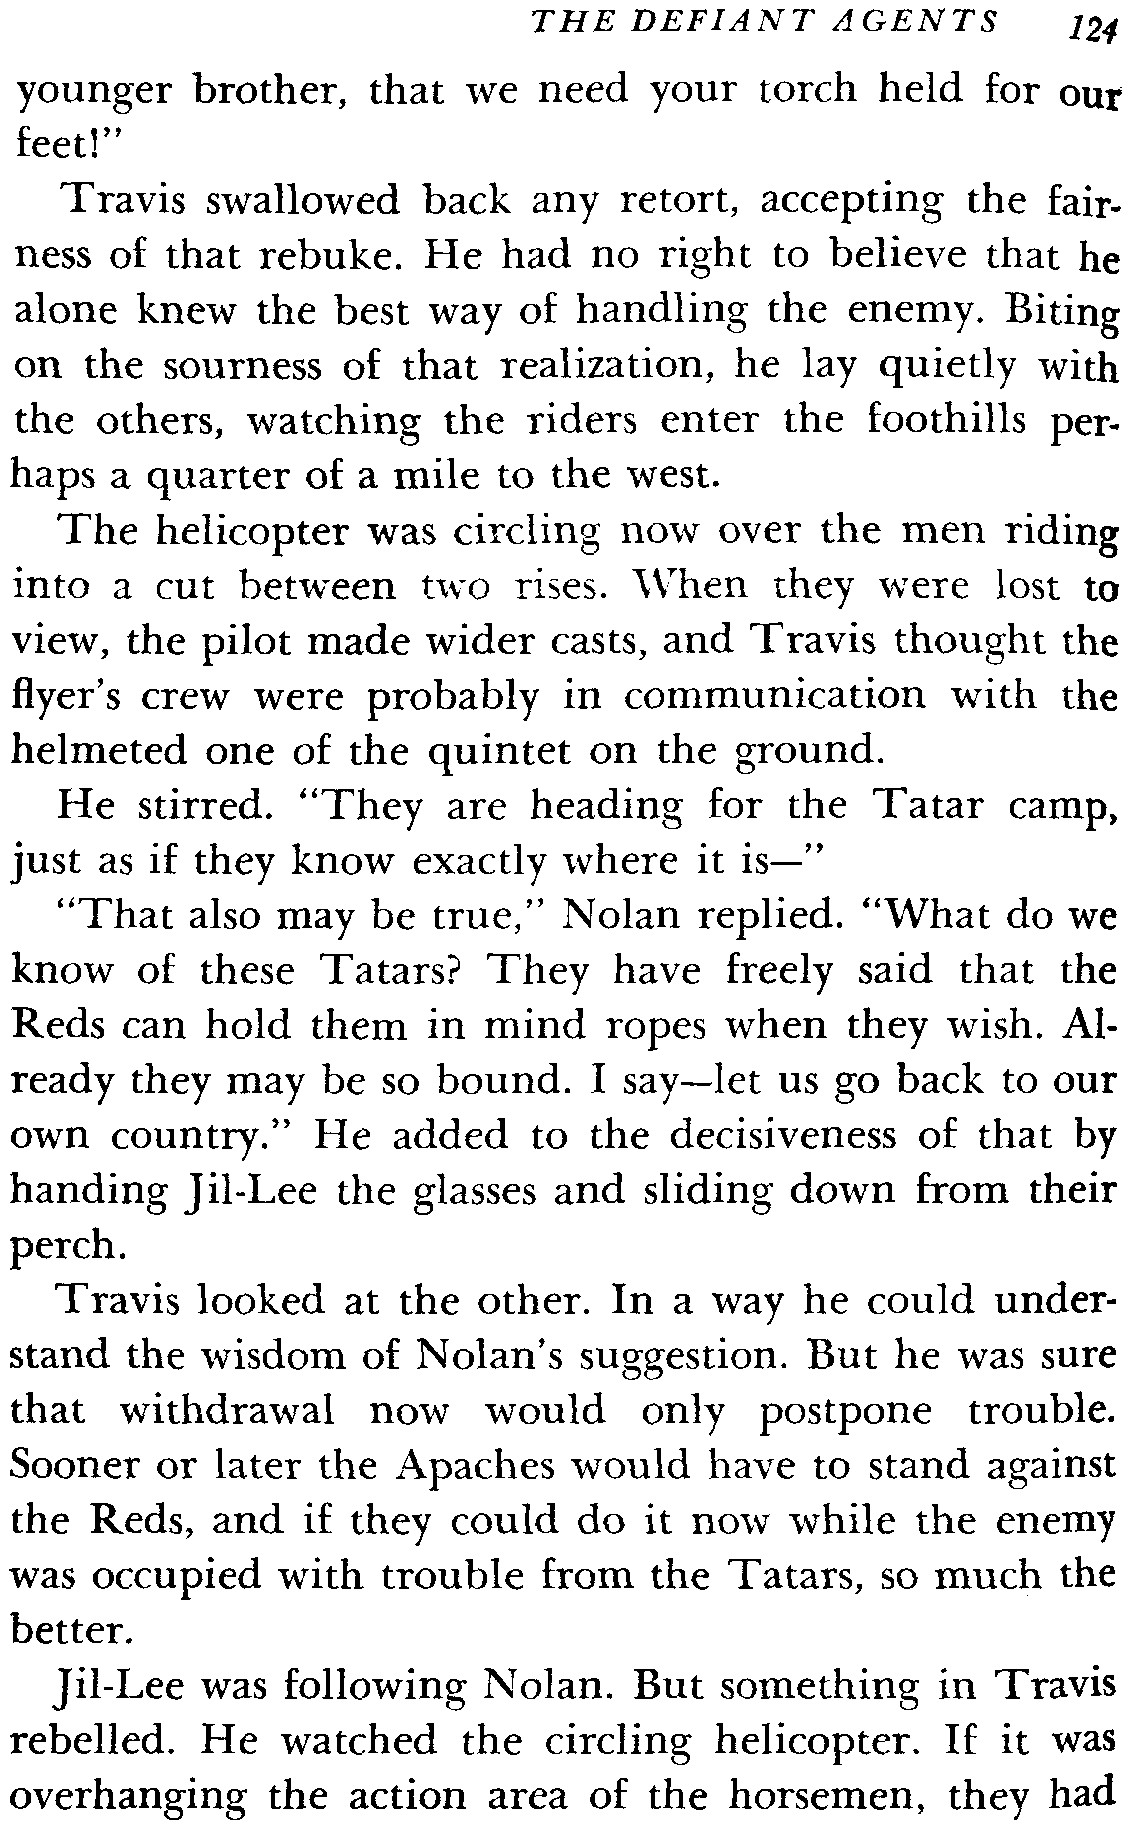 THE DEFIANT AGENTS 124
younger brother, that we need your torch held for our
feet!”
Travis swallowed back any retort, accepting the fair-
ness of that rebuke. He had no right to believe that he
alone knew the best way of handling the enemy. Biting
on the sourness of that realization, he lay quietly with
the others, watching the riders enter the foothills per-
haps a quarter of a mile to the west.
The helicopter was circling now over the men riding
into a cut between two rises. When they were lost to
view, the pilot made wider casts, and Travis thought the
flyer’s crew were probably in communication with the
helmeted one of the quintet on the ground.
He stirred. “They are heading for the Tatar camp,
just as if they know exactly where it is—”
“That also may be true,” Nolan replied. “What do we
know of these Tatars? They have freely said that the
Reds can hold them in mind ropes when they wish. Al-
ready they may be so bound. I say—let us go back to our
own country.” He added to the decisiveness of that by
handing Jil-Lee the glasses and sliding down from their
perch.
Travis looked at the other. In a way he could under-
stand the wisdom of Nolan’s suggestion. But he was sure
that withdrawal now would only postpone trouble.
Sooner or later the Apaches would have to stand against
the Reds, and if they could do it now while the enemy
was occupied with trouble from the Tatars, so much the
better.
Jil-Lee was following Nolan. But something in Travis
rebelled. He watched the circling helicopter. If it was
overhanging the action area of the horsemen, they had